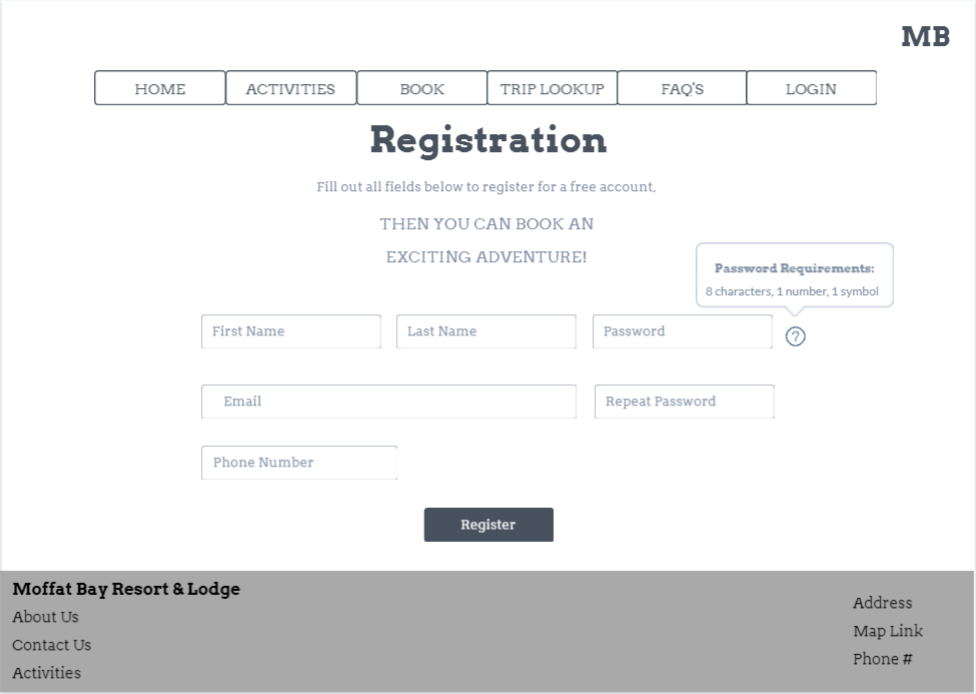 MB
HOME ACTIVITIES BOOK TRIP LOOKUP FAQ'S LOGIN
Registration
Fill out all fields below to register for a free account,
THEN YOU CAN BOOK AN
EXCITING ADVENTURE!
Password Requirements:
8 characters, 1 number, 1 symbol
First Name Last Name Password ?
Email Repeat Password
Phone Number
Register
Moffat Bay Resort & Lodge
About Us
Contact Us
Activities
Address
Map Link
Phone #